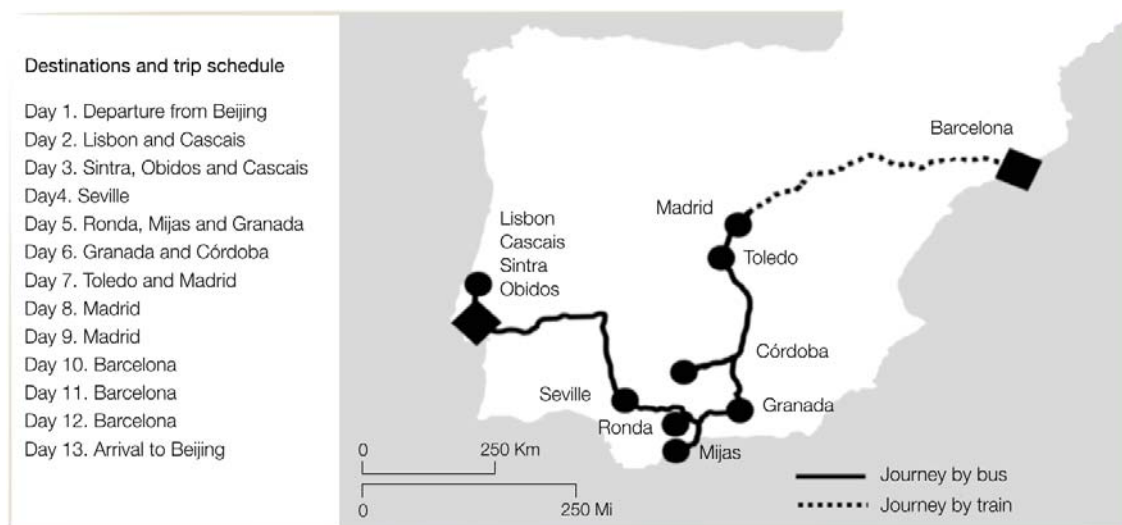 Destinations and trip schedule
Day 1. Departure from Beijing
Day 2. Lisbon and Cascais
Day 3. Sintra, Obidos and Cascais
Day4. Seville
Day 5. Ronda, Mijas and Granada
Day 6. Granada and Córdoba
Day 7. Toledo and Madrid
Day 8. Madrid
Day 9. Madrid
Day 10. Barcelona
Day 11. Barcelona
Day 12. Barcelona
Day 13. Arrival to Beijing
Barcelona
Madrid
Toledo
Lisbon
Cascais
Sintra
Obidos
Córdoba
Seville
Granada
Ronda
Mijas
0 250 Km
0 250 Mi
Journey by bus
Journey by train